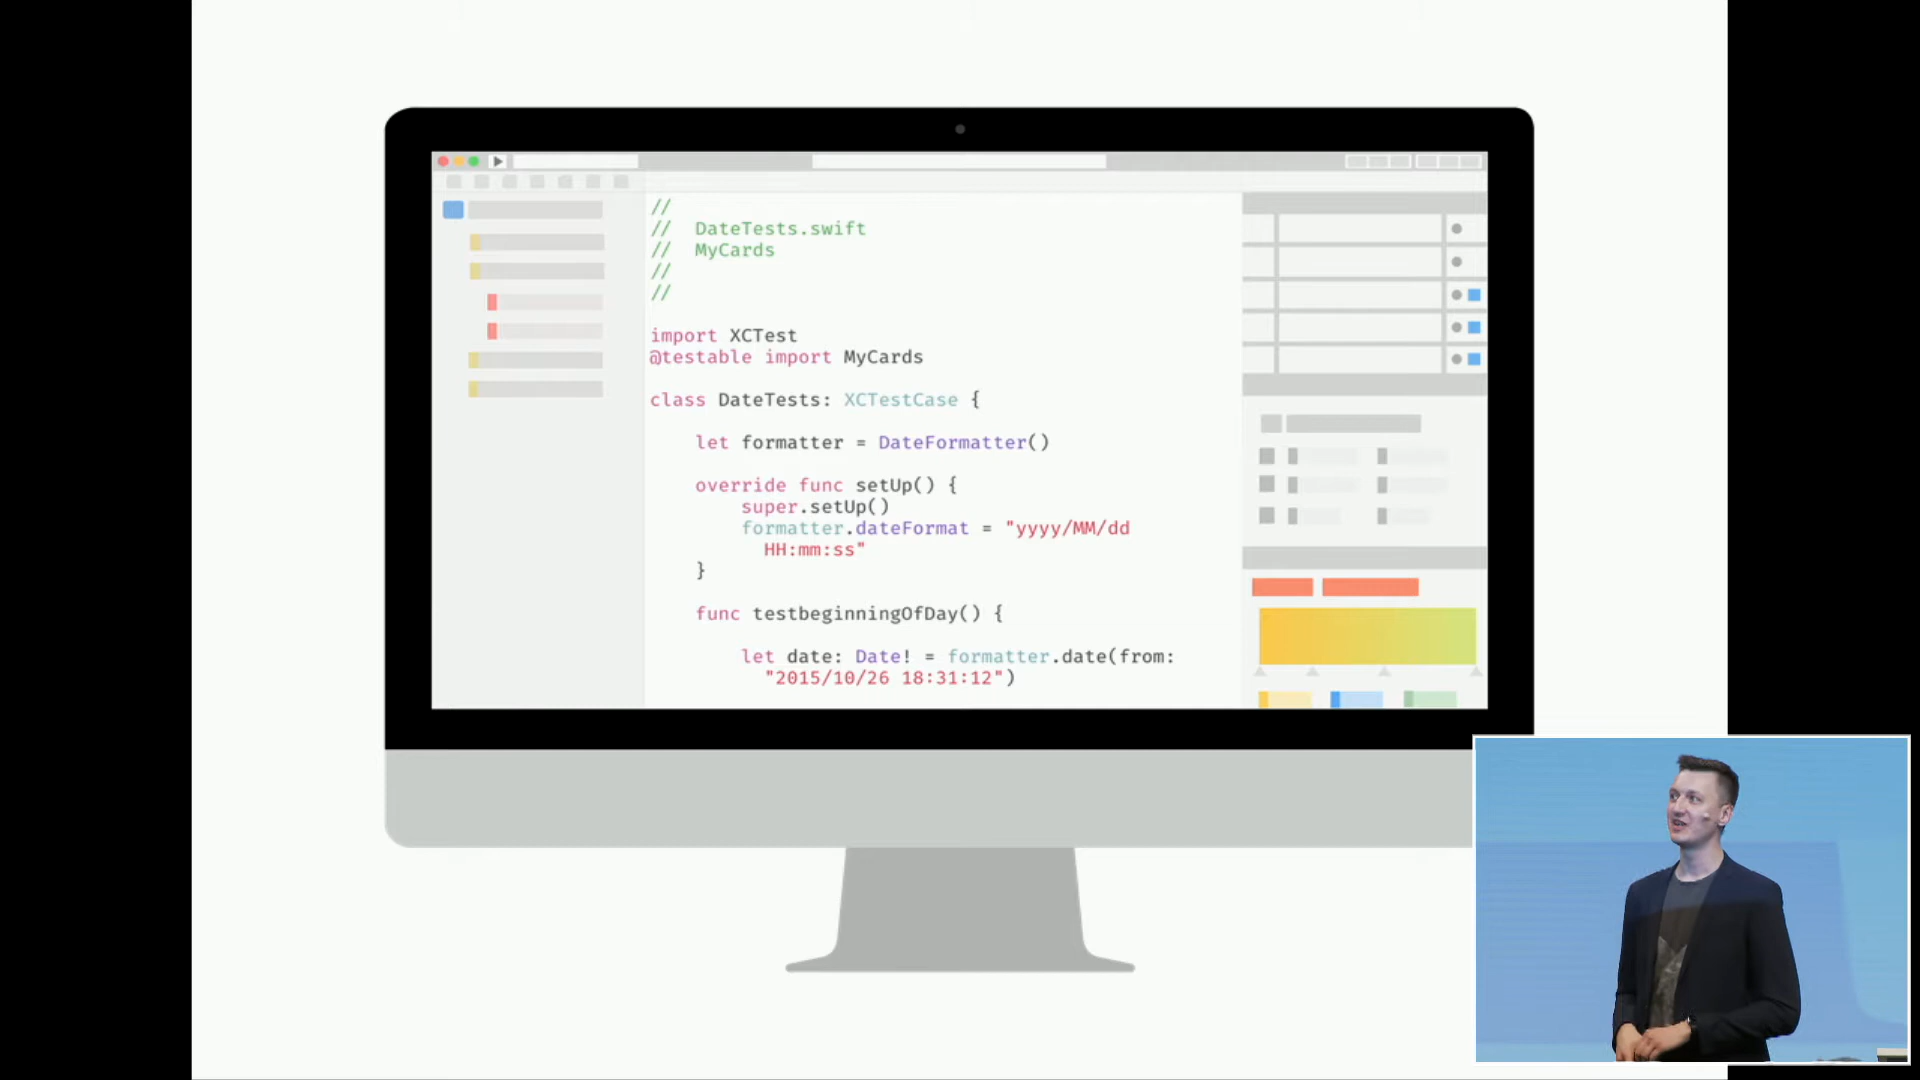 //
//  DateTests.swift
//  MyCards
//
//
import XCTest
@testable import MyCards
class DateTests: XCTestCase {
let formatter = DateFormatter()
override func setUp() {
super.setUp()
formatter.dateFormat = "yyyy/MM/dd
HH:mm:ss"
}
func testbeginningOfDay() {
let date: Date! = formatter.date(from:
"2015/10/26 18:31:12")